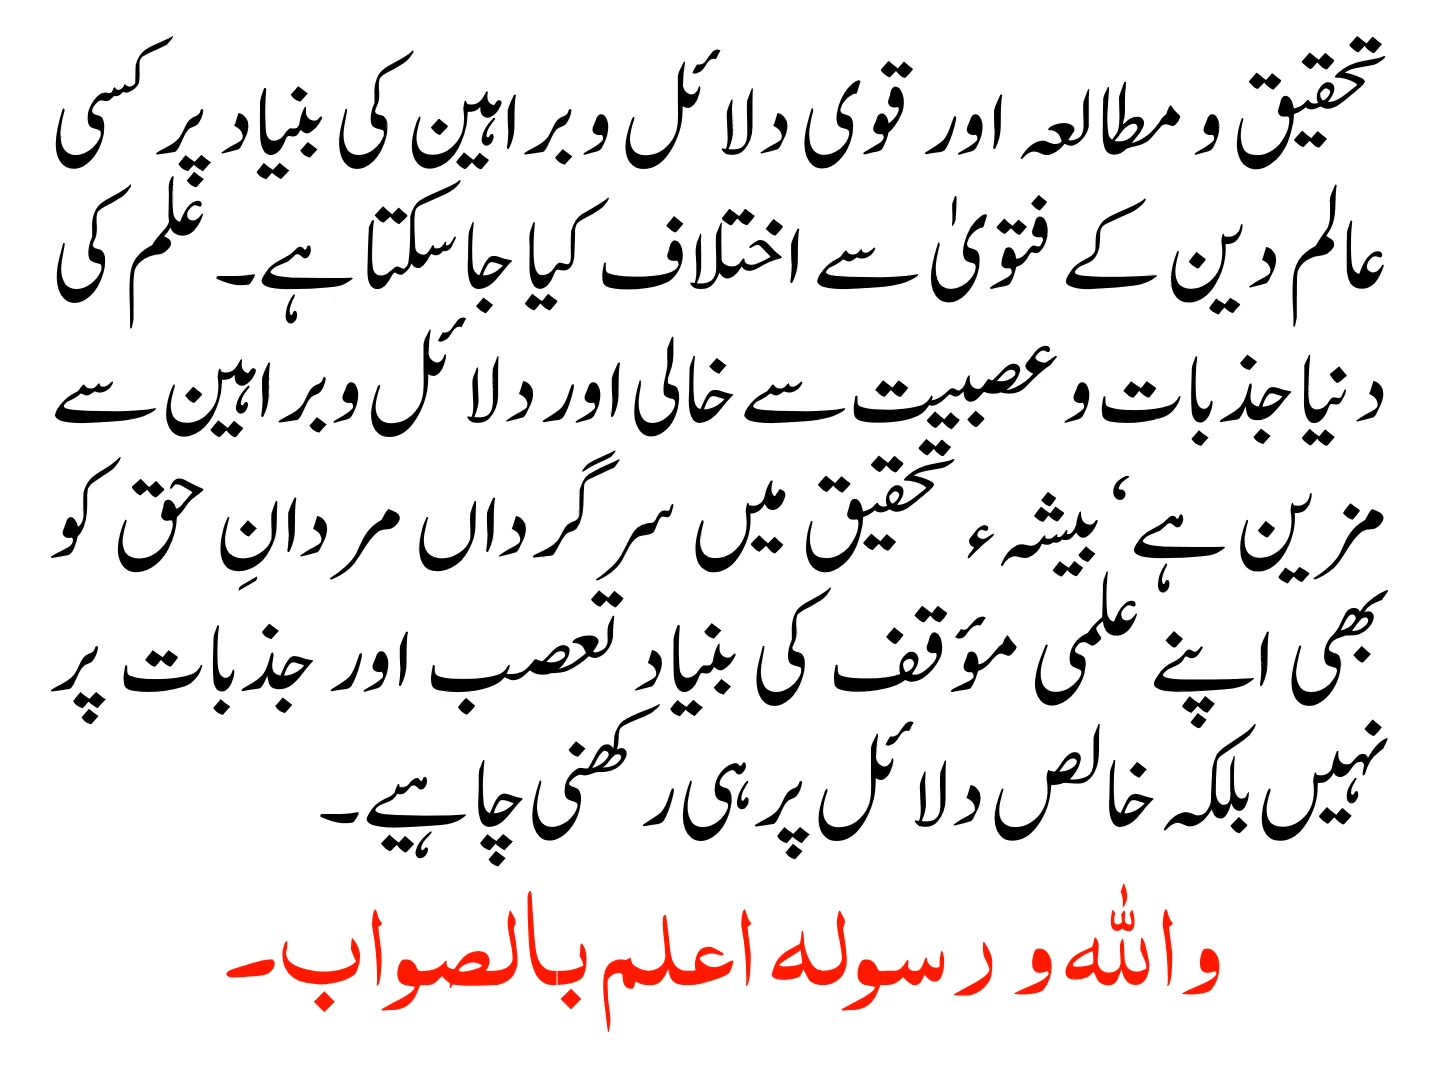 تحقیق و مطالعہ اور قوی دلائل و براہین کی بنیاد پر کسی
عالم دین کے فتویٰ سے اختلاف کیا جا سکتا ہے۔ علم کی
دنیا جذبات و عصبیت سے خالی اور دلائل و براہین سے
مزین ہے‘ بیشہء تحقیق میں سرگرداں مردانِ حق کو
بھی اپنے علمی مؤقف کی بنیاد تعصب اور جذبات پر
نہیں بلکہ خالص دلائل پر ہی رکھنی چاہیے۔
واللہ و رسولہ اعلم بالصواب۔